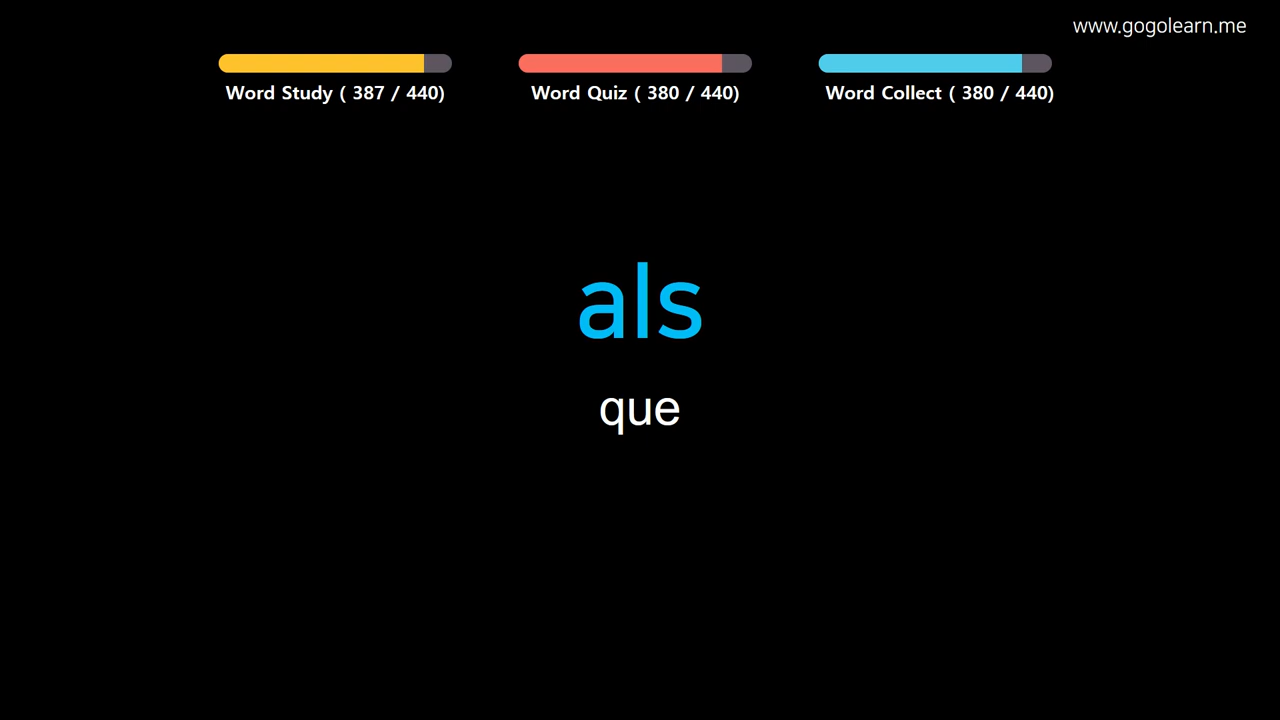 www.gogolearn.me
Word Study ( 387 / 440)
Word Quiz ( 380 / 440)
Word Collect ( 380 / 440)
als
que